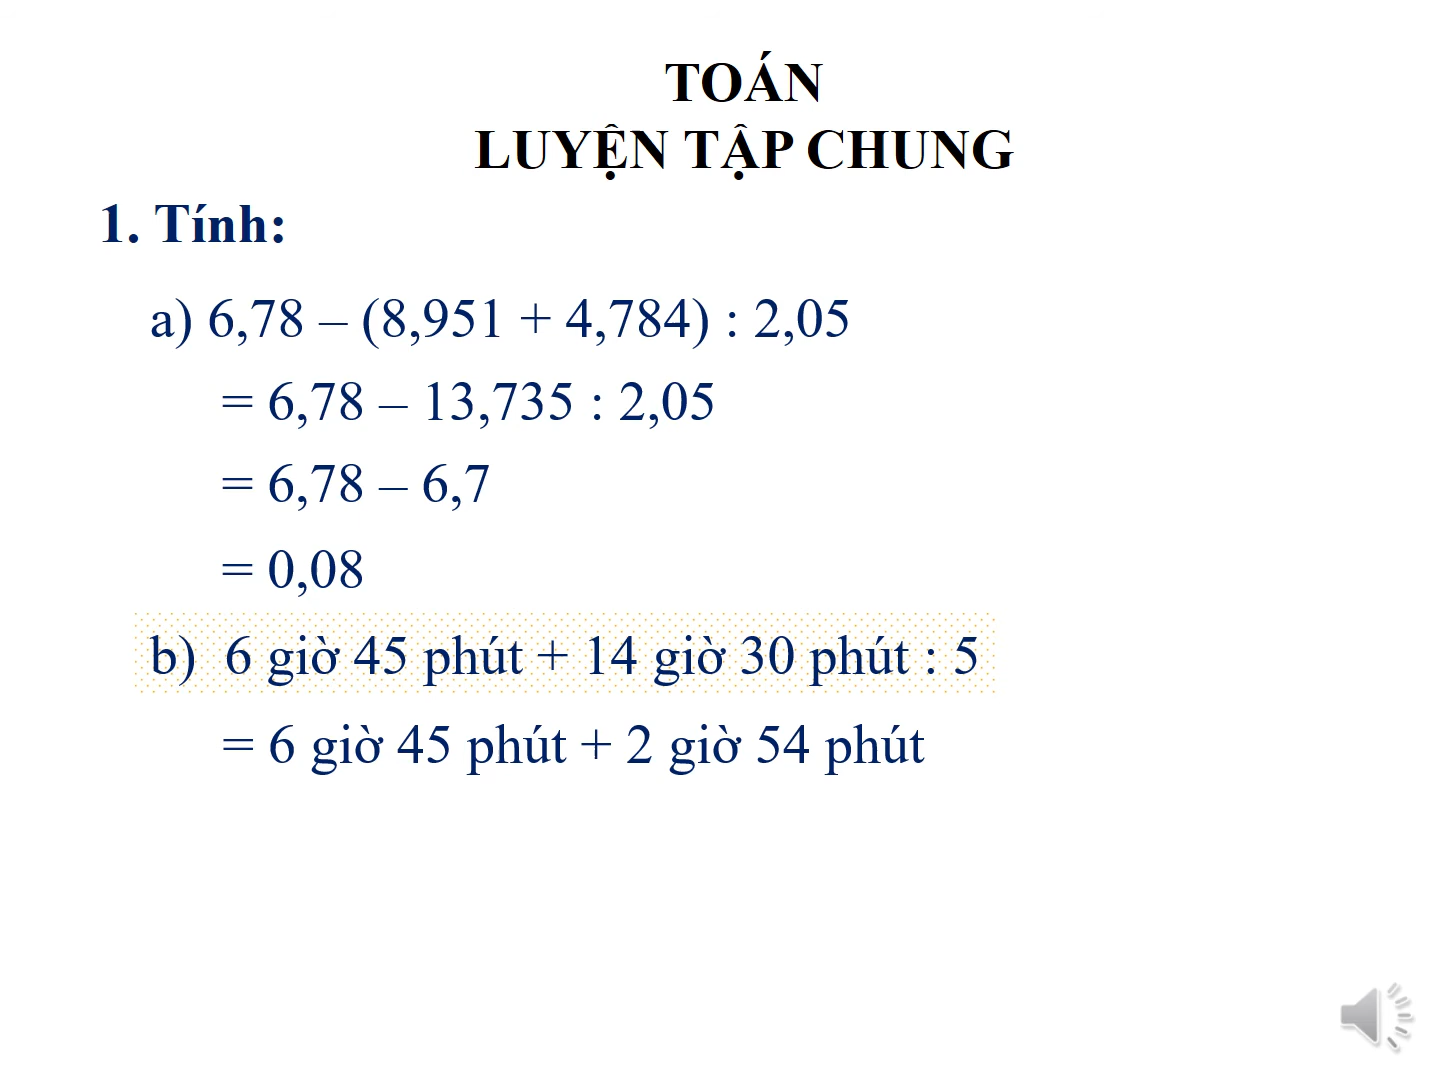 TOÁN
LUYỆN TẬP CHUNG
1. Tính:
a) 6,78 – (8,951 + 4,784) : 2,05
= 6,78 – 13,735 : 2,05
= 6,78 – 6,7
= 0,08
b) 6 giờ 45 phút + 14 giờ 30 phút : 5
= 6 giờ 45 phút + 2 giờ 54 phút